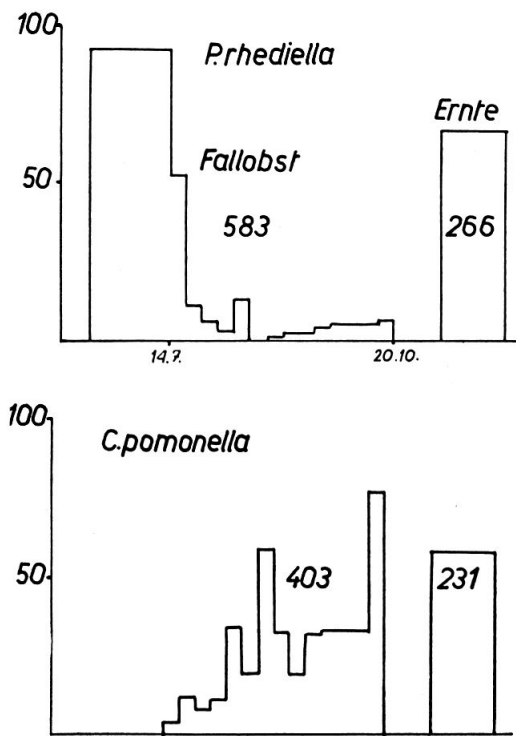 100
P.rhediella
Ernte
Fallobst
50
583
266
14.7.
20.10.
100
C.pomonella
50
403
231